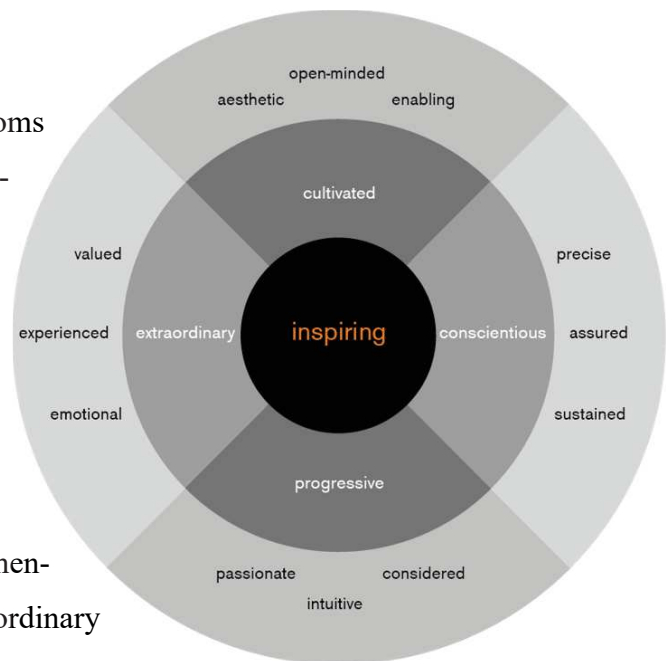 open-minded
aesthetic enabling
oms
-
cultivated
valued precise
experienced extraordinary inspiring conscientious assured
emotional sustained
progressive
men-
passionate considered
intuitive
ordinary